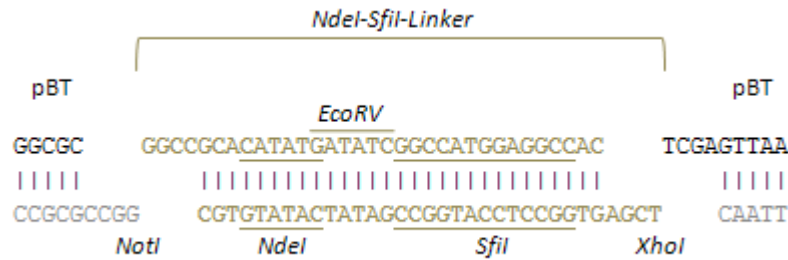 NdeI-SfiI-Linker
pBT pBT
EcoRV
GGCGC GGCCGCACATATGATATCGGCCATGGAGGCCAC TCGAGTTAA
CCGCGCCGG CGTGTATACTATAGCCGGTACCTCCGGTGAGCT CAATT
NotI NdeI SfiI XhoI